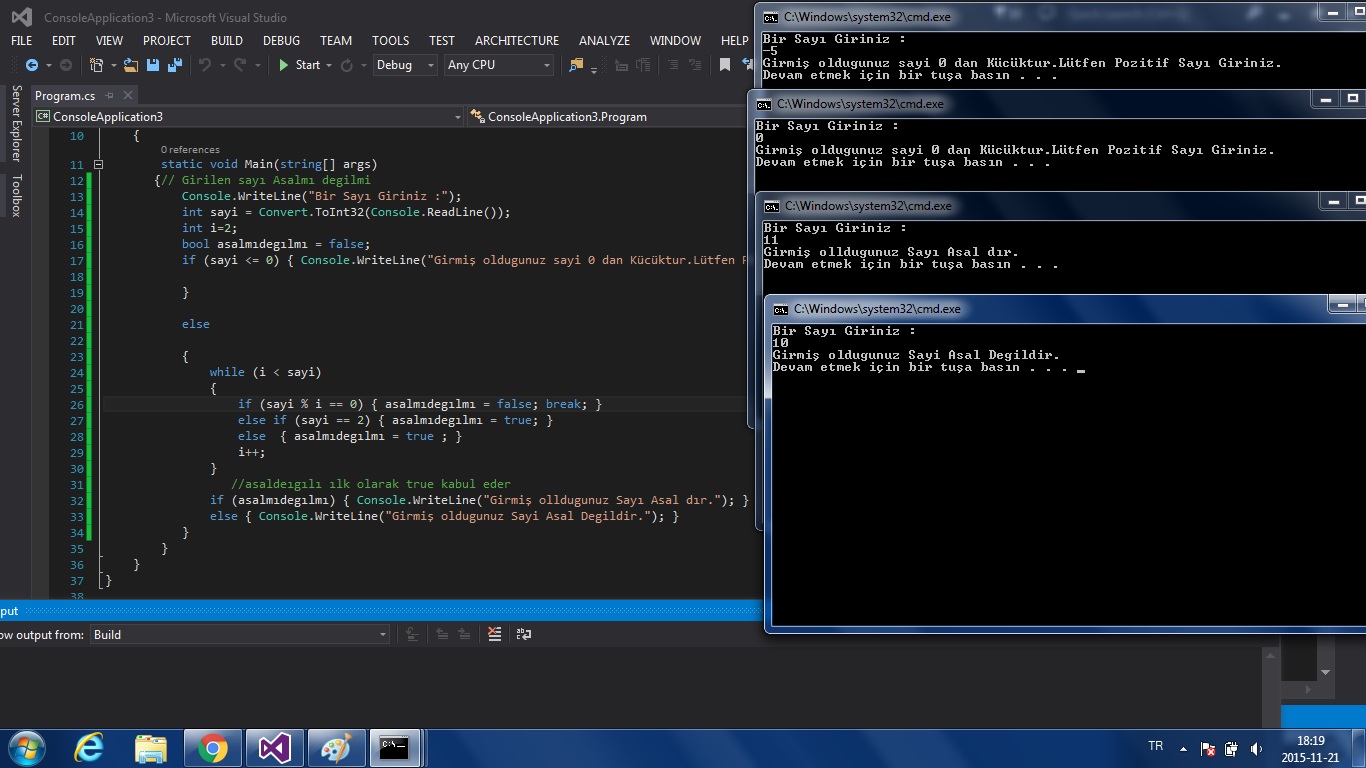 ConsoleApplication3 - Microsoft Visual Studio
FILE EDIT VIEW PROJECT BUILD DEBUG TEAM TOOLS TEST ARCHITECTURE ANALYZE WINDOW HELP
Start Debug Any CPU
Server Explorer
Toolbox
Program.cs
C# ConsoleApplication3 ConsoleApplication3.Program
10 {
0 references
11 static void Main(string[] args)
12 {// Girilen sayı Asalmı degilmi
13 Console.WriteLine("Bir Sayı Giriniz :");
14 int sayi = Convert.ToInt32(Console.ReadLine());
15 int i=2;
16 bool asalmıdegılmı = false;
17 if (sayi <= 0) { Console.WriteLine("Girmiş oldugunuz sayi 0 dan Kücüktur.Lütfen
18
19 }
20
21 else
22
23 {
24 while (i < sayi)
25 {
26 if (sayi % i == 0) { asalmıdegılmı = false; break; }
27 else if (sayi == 2) { asalmıdegılmı = true; }
28 else { asalmıdegılmı = true ; }
29 i++;
30 }
31 //asaldeıgılı ılk olarak true kabul eder
32 if (asalmıdegılmı) { Console.WriteLine("Girmiş olldugunuz Sayı Asal dır."); }
33 else { Console.WriteLine("Girmiş oldugunuz Sayi Asal Degildir."); }
34 }
35 }
36 }
37 }
38
put
ow output from: Build
C:\Windows\system32\cmd.exe
Bir Sayı Giriniz :
-5
Girmiş oldugunuz sayi 0 dan Kücüktur.Lütfen Pozitif Sayı Giriniz.
Devam etmek için bir tuşa basın . . .
C:\Windows\system32\cmd.exe
Bir Sayı Giriniz :
0
Girmiş oldugunuz sayi 0 dan Kücüktur.Lütfen Pozitif Sayı Giriniz.
Devam etmek için bir tuşa basın . . .
C:\Windows\system32\cmd.exe
Bir Sayı Giriniz :
11
Girmiş olldugunuz Sayı Asal dır.
Devam etmek için bir tuşa basın . . .
C:\Windows\system32\cmd.exe
Bir Sayı Giriniz :
10
Girmiş oldugunuz Sayi Asal Degildir.
Devam etmek için bir tuşa basın . . . _
TR
18:19
2015-11-21